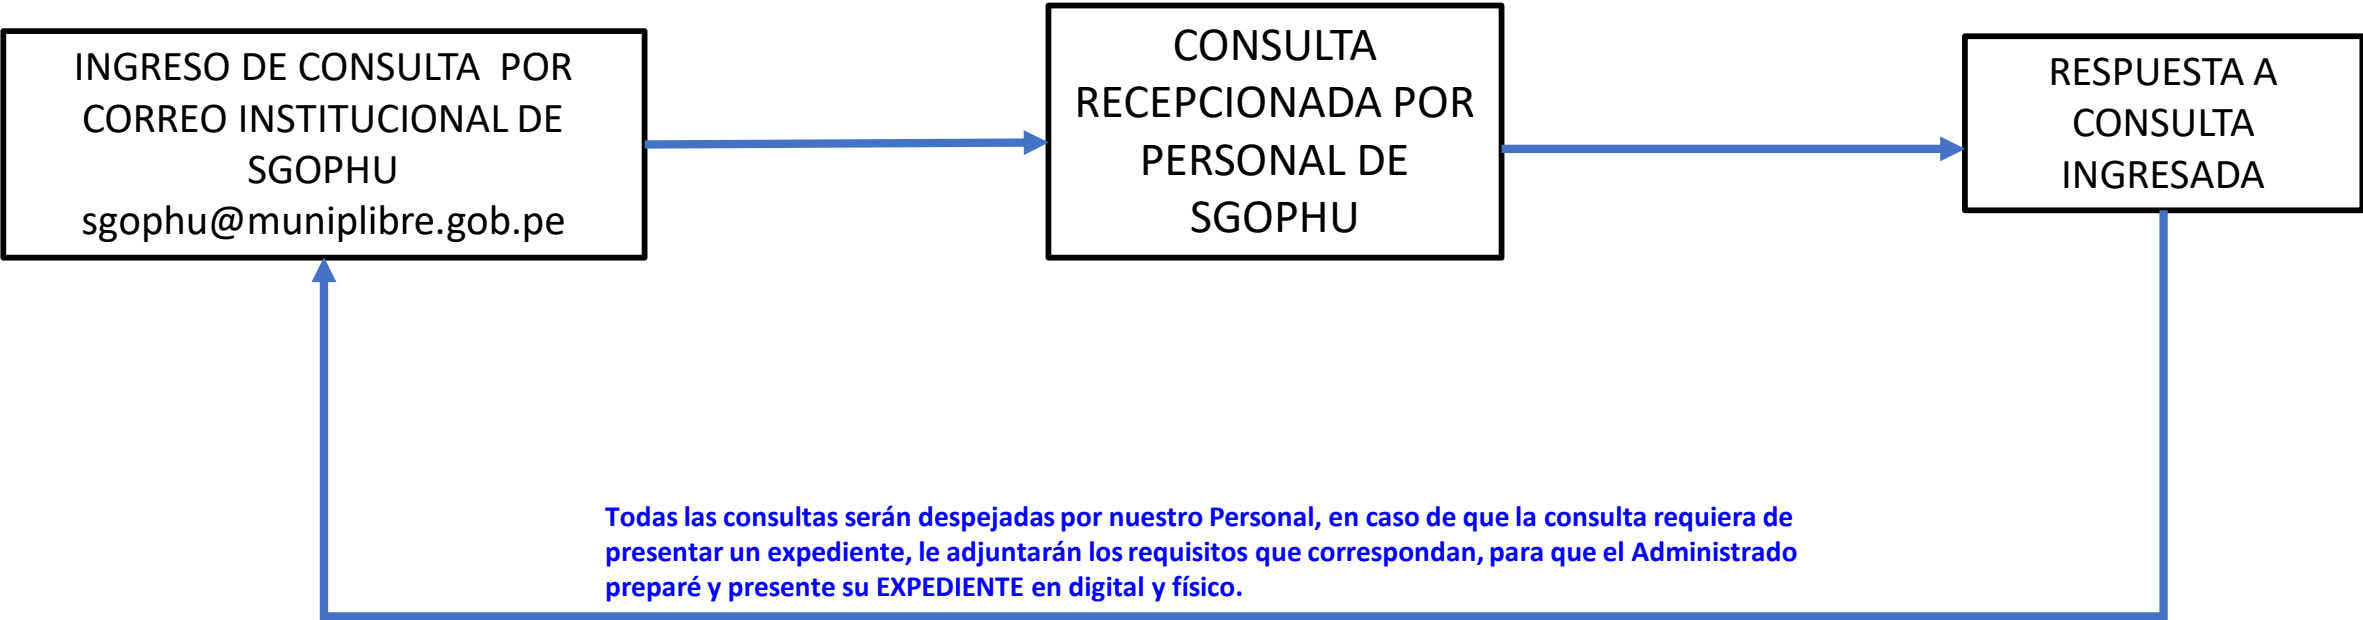 INGRESO DE CONSULTA  POR
CORREO INSTITUCIONAL DE
SGOPHU
sgophu@muniplibre.gob.pe
CONSULTA
RECEPCIONADA POR
PERSONAL DE
SGOPHU
RESPUESTA A
CONSULTA
INGRESADA
Todas las consultas serán despejadas por nuestro Personal, en caso de que la consulta requiera de
presentar un expediente, le adjuntarán los requisitos que correspondan, para que el Administrado
preparé y presente su EXPEDIENTE en digital y físico.